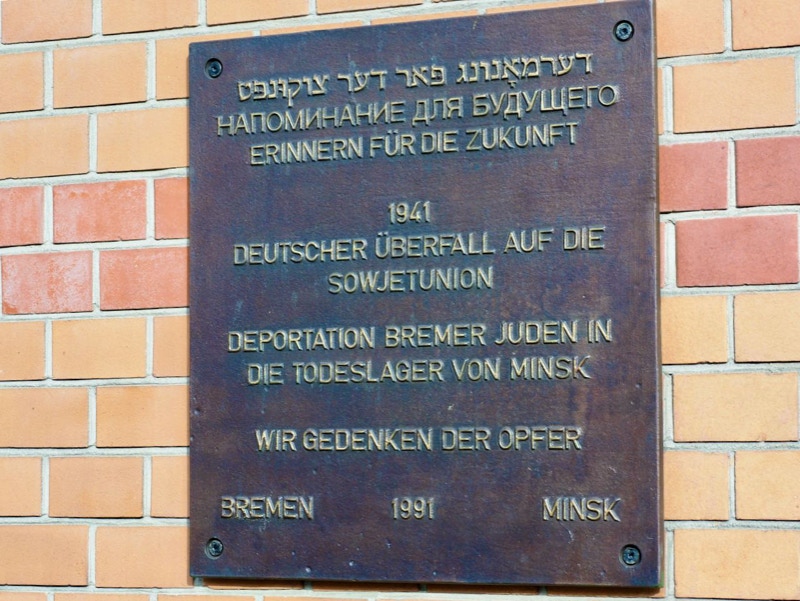 דערמאָנונג פאר דער צוקונפט
НАПОМИНАНИЕ ДЛЯ БУДУЩЕГО
ERINNERN FÜR DIE ZUKUNFT
1941
DEUTSCHER ÜBERFALL AUF DIE
SOWJETUNION
DEPORTATION BREMER JUDEN IN
DIE TODESLAGER VON MINSK
WIR GEDENKEN DER OPFER
BREMEN 1991 MINSK